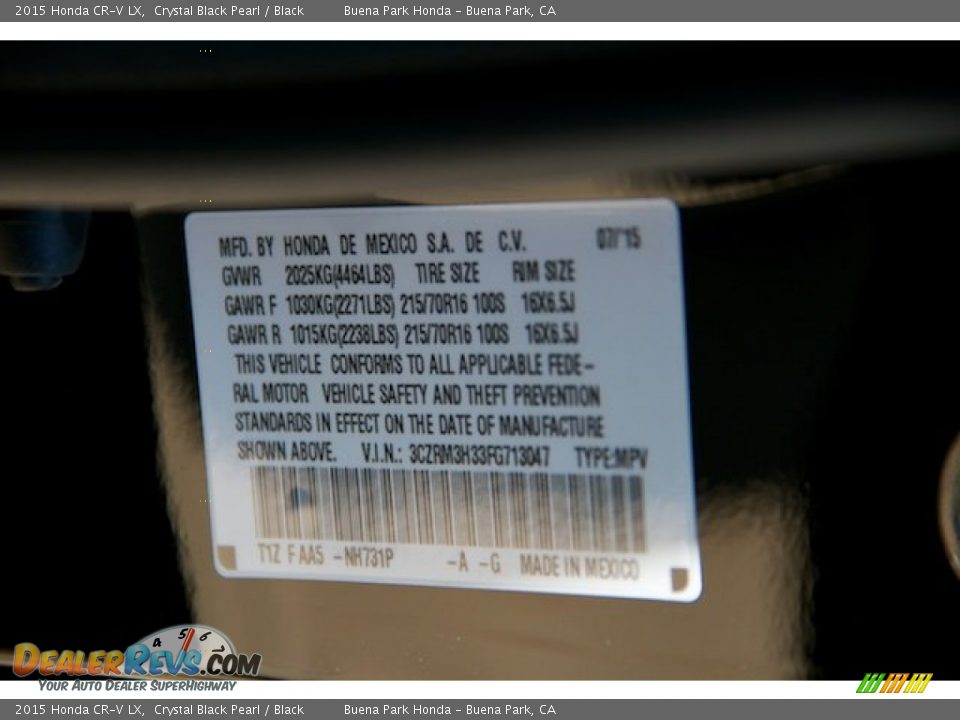 2015 Honda CR-V LX,  Crystal Black Pearl / Black          Buena Park Honda - Buena Park, CA
MFD. BY HONDA DE MEXICO S.A. DE C.V. 07/'15
GVWR 2025KG(4464LBS) TIRE SIZE RIM SIZE
GAWR F 1030KG(2271LBS) 215/70R16 100S 16X6.5J
GAWR R 1015KG(2238LBS) 215/70R16 100S 16X6.5J
THIS VEHICLE CONFORMS TO ALL APPLICABLE FEDE-
RAL MOTOR VEHICLE SAFETY AND THEFT PREVENTION
STANDARDS IN EFFECT ON THE DATE OF MANUFACTURE
SHOWN ABOVE. V.I.N.: 3CZRM3H33FG713047 TYPE:MPV
T1Z F AA5 -NH731P -A -G MADE IN MEXICO
4 5 6
DEALERREVS.COM
YOUR AUTO DEALER SUPERHIGHWAY
2015 Honda CR-V LX,  Crystal Black Pearl / Black          Buena Park Honda - Buena Park, CA